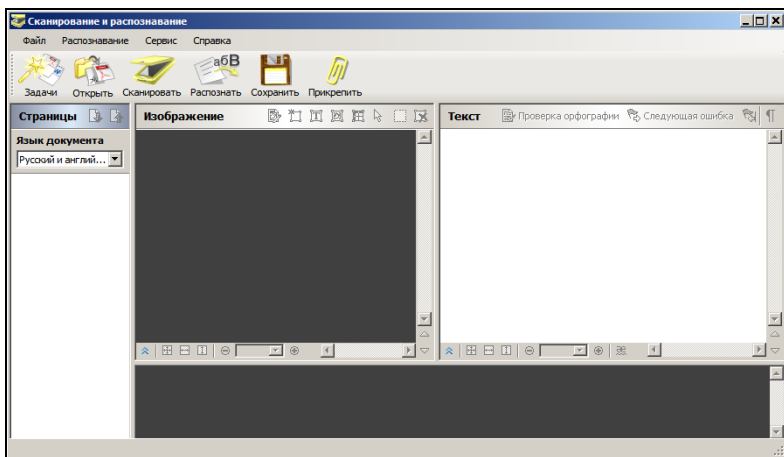 Сканирование и распознавание
Файл Распознавание Сервис Справка
абВ
Задачи Открыть Сканировать Распознать Сохранить Прикрепить
Страницы Изображение Текст Проверка орфографии Следующая ошибка
Язык документа
Русский и англий...